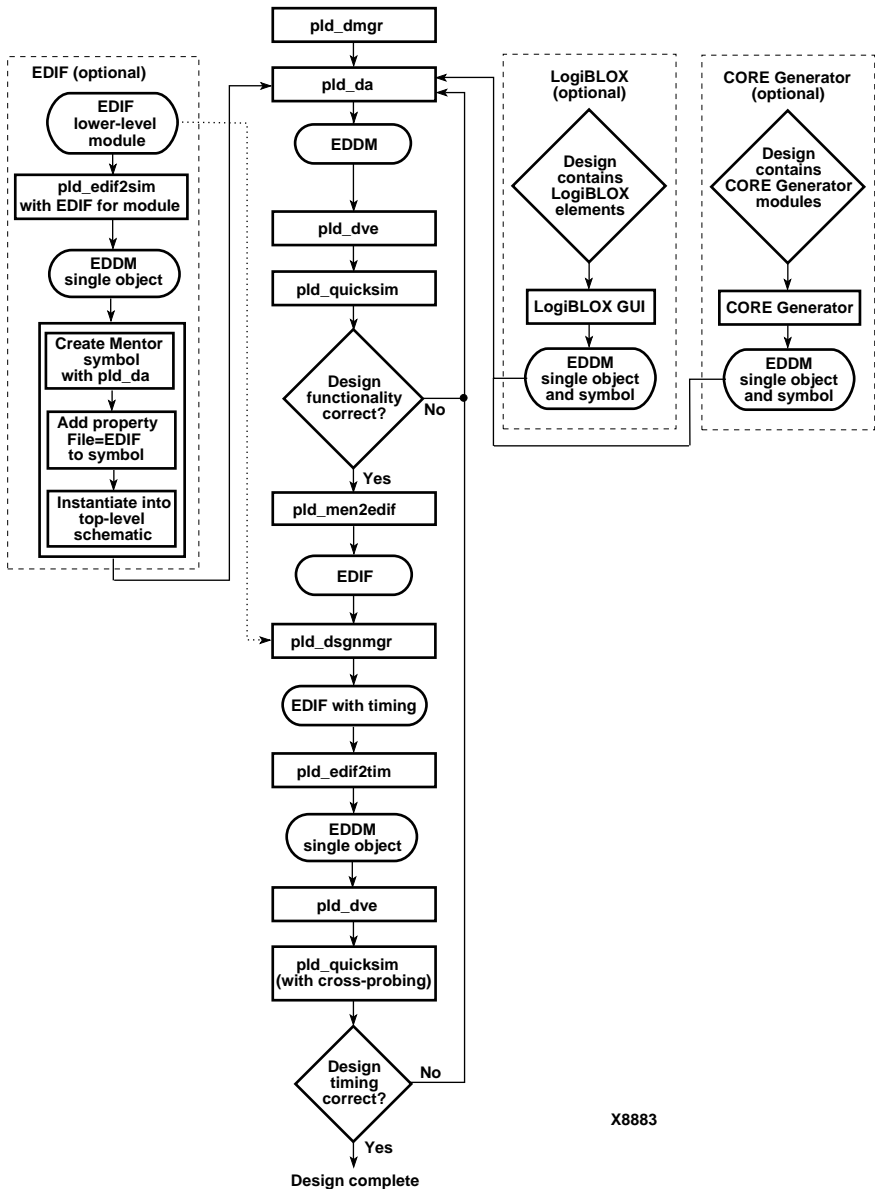 pld_dmgr
pld_da
EDDM
pld_dve
pld_quicksim
Design
functionality
correct?
No
Yes
pld_men2edif
EDIF
pld_dsgnmgr
EDIF with timing
pld_edif2tim
EDDM
single object
pld_dve
pld_quicksim
(with cross-probing)
Design
timing
correct?
No
Yes
Design complete
EDIF (optional)
EDIF
lower-level
module
pld_edif2sim
with EDIF for module
EDDM
single object
Create Mentor
symbol
with pld_da
Add property
File=EDIF
to symbol
Instantiate into
top-level
schematic
LogiBLOX
(optional)
Design
contains
LogiBLOX
elements
LogiBLOX GUI
EDDM
single object
and symbol
CORE Generator
(optional)
Design
contains
CORE Generator
modules
CORE Generator
EDDM
single object
and symbol
X8883